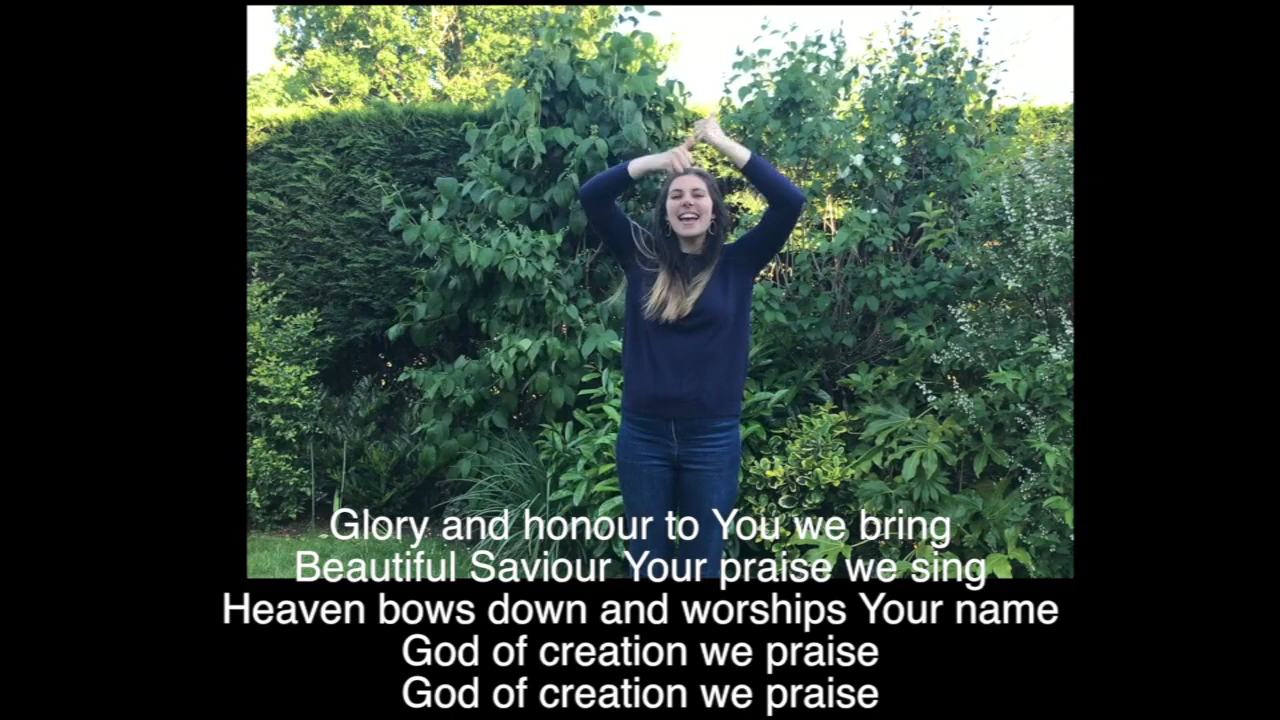 Glory and honour to You we bring
Beautiful Saviour Your praise we sing
Heaven bows down and worships Your name
God of creation we praise
God of creation we praise